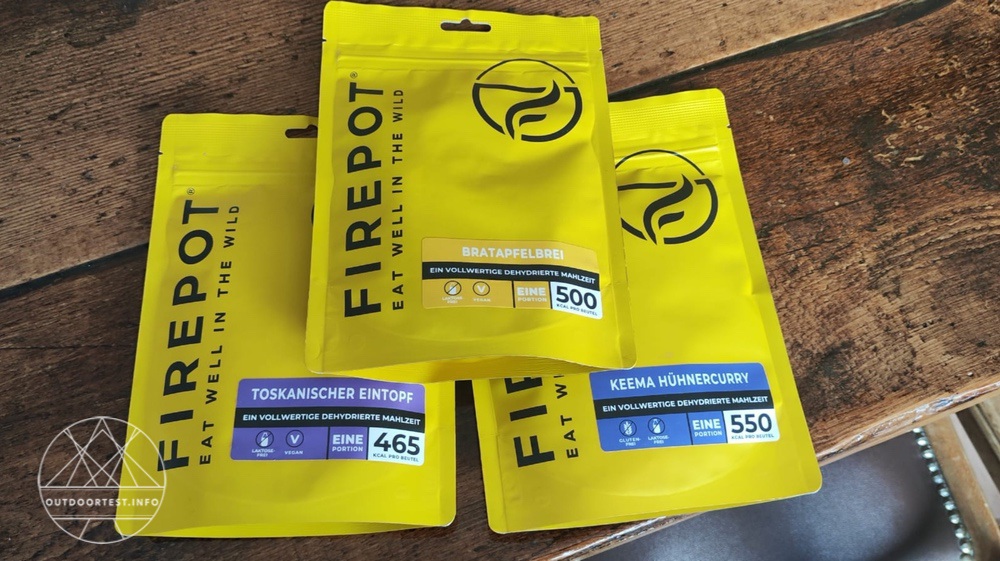 FIREPOT®
EAT WELL IN THE WILD
BRATAPFELBREI
EIN VOLLWERTIGE DEHYDRIERTE MAHLZEIT
LAKTOSE-
FREI
VEGAN
EINE
PORTION
500
KCAL PRO BEUTEL
FIREPOT®
EAT WELL IN THE WILD
TOSKANISCHER EINTOPF
EIN VOLLWERTIGE DEHYDRIERTE MAHLZEIT
LAKTOSE-
FREI
VEGAN
EINE
PORTION
465
KCAL PRO BEUTEL
FI
EAT W
KEEMA HÜHNERCURRY
EIN VOLLWERTIGE DEHYDRIERTE MAHLZEIT
GLUTEN-
FREI
LAKTOSE-
FREI
EINE
PORTION
550
KCAL PRO BEUTEL
OUTDOORTEST.INFO